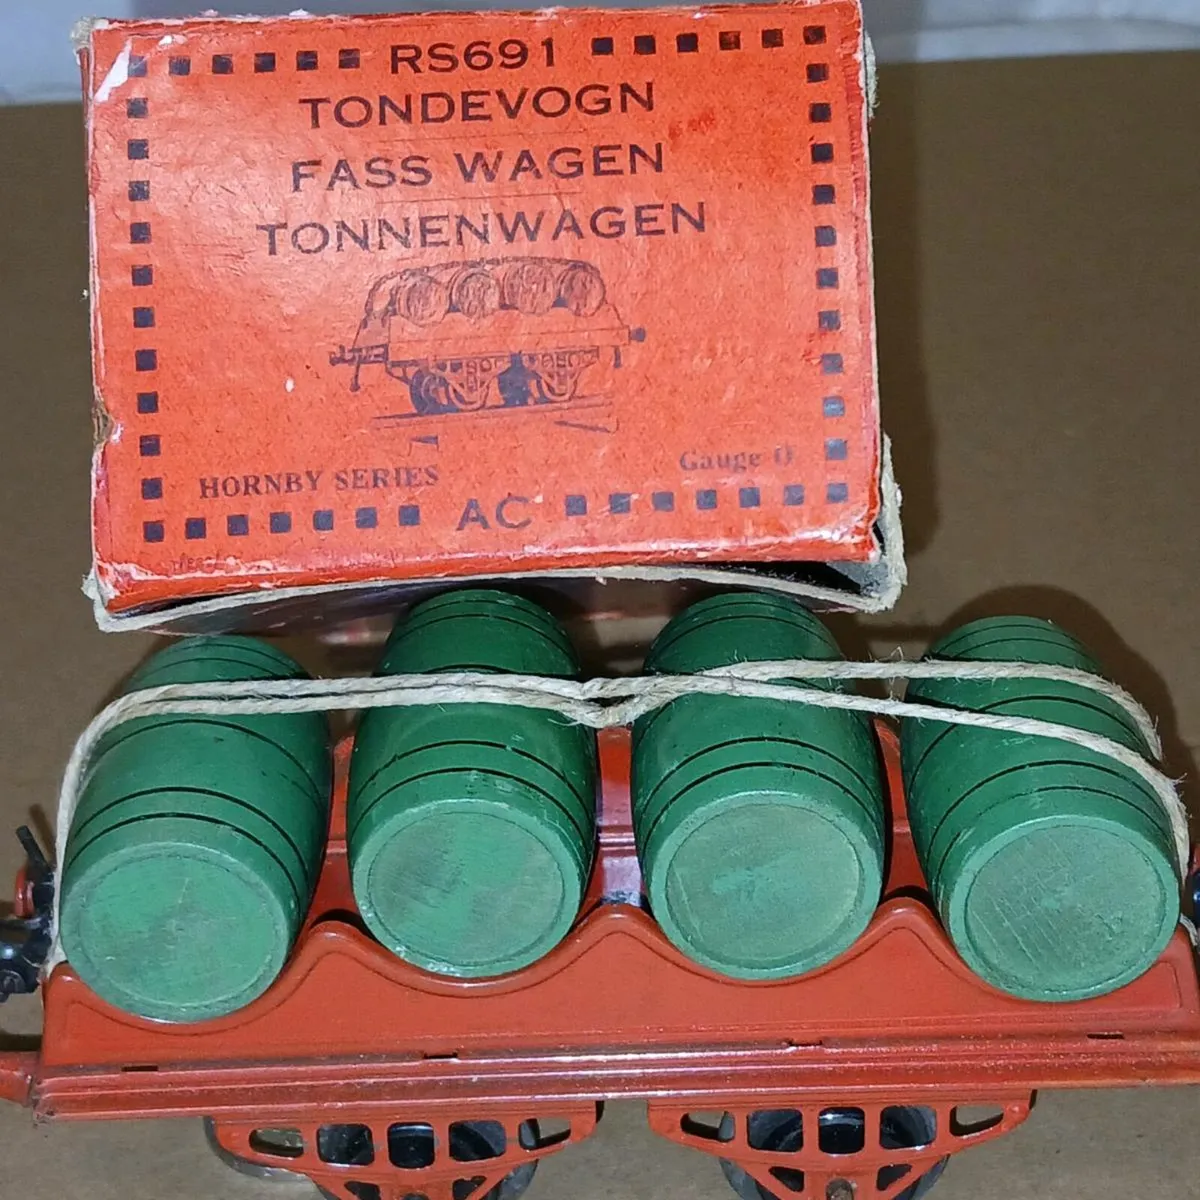 RS691
TONDEVOGN
FASS WAGEN
TONNENWAGEN
HORNBY SERIES
Gauge 0
AC